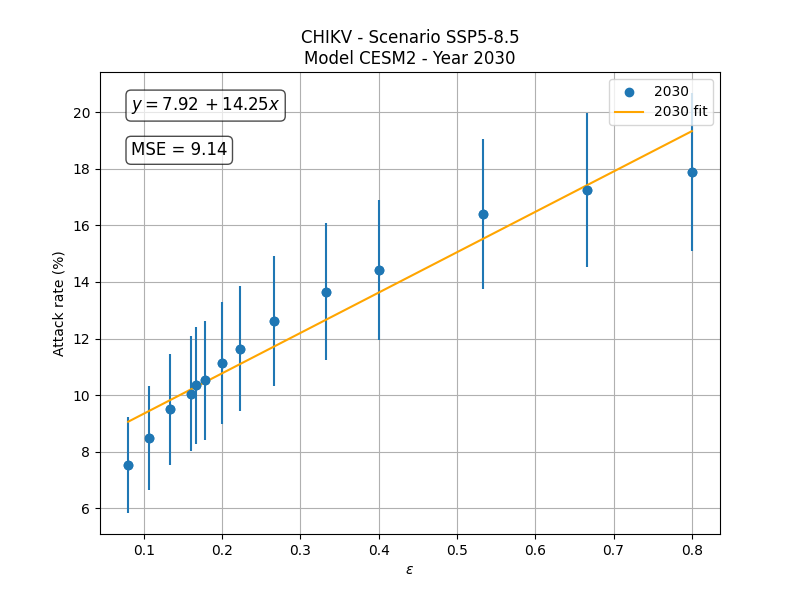 CHIKV - Scenario SSP5-8.5
Model CESM2 - Year 2030
y = 7.92 + 14.25x
MSE = 9.14
2030
2030 fit
Attack rate (%)
20
18
16
14
12
10
8
6
0.1 0.2 0.3 0.4 0.5 0.6 0.7 0.8
ε